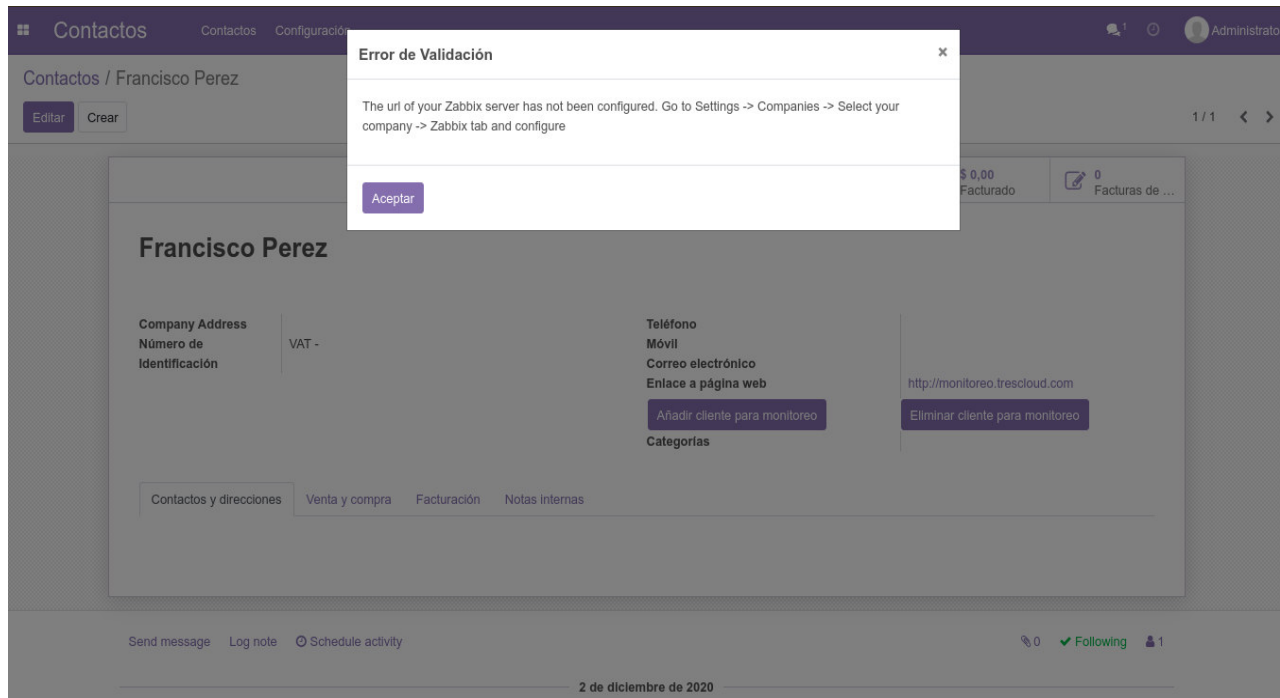 Contactos Contactos Configuración 1 Administrato
Error de Validación ×
Contactos / Francisco Perez
Editar Crear
The url of your Zabbix server has not been configured. Go to Settings -> Companies -> Select your
company -> Zabbix tab and configure
1 / 1
Aceptar
$ 0,00
Facturado
0
Facturas de ...
Francisco Perez
Company Address
Número de
Identificación
VAT -
Teléfono
Móvil
Correo electrónico
Enlace a página web http://monitoreo.trescloud.com
Añadir cliente para monitoreo Eliminar cliente para monitoreo
Categorías
Contactos y direcciones Venta y compra Facturación Notas internas
Send message Log note Schedule activity 0 Following 1
2 de diciembre de 2020